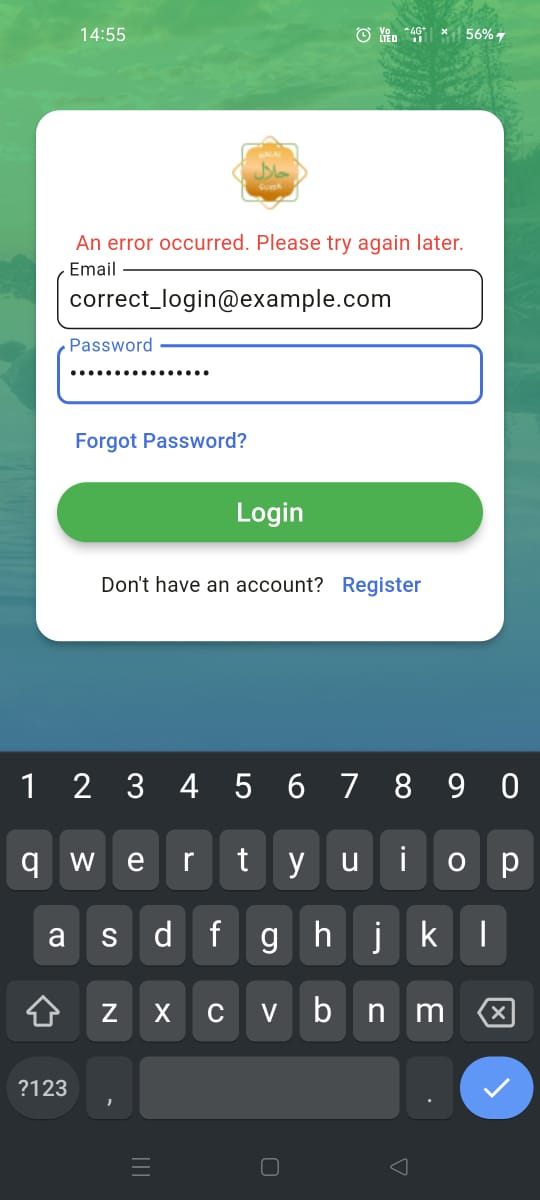 14:55
Vo LTE 4G+ 56%
حلال
An error occurred. Please try again later.
Email
correct_login@example.com
Password
••••••••••••••••
Forgot Password?
Login
Don't have an account? Register
1 2 3 4 5 6 7 8 9 0
q w e r t y u i o p
a s d f g h j k l
z x c v b n m
?123 , .